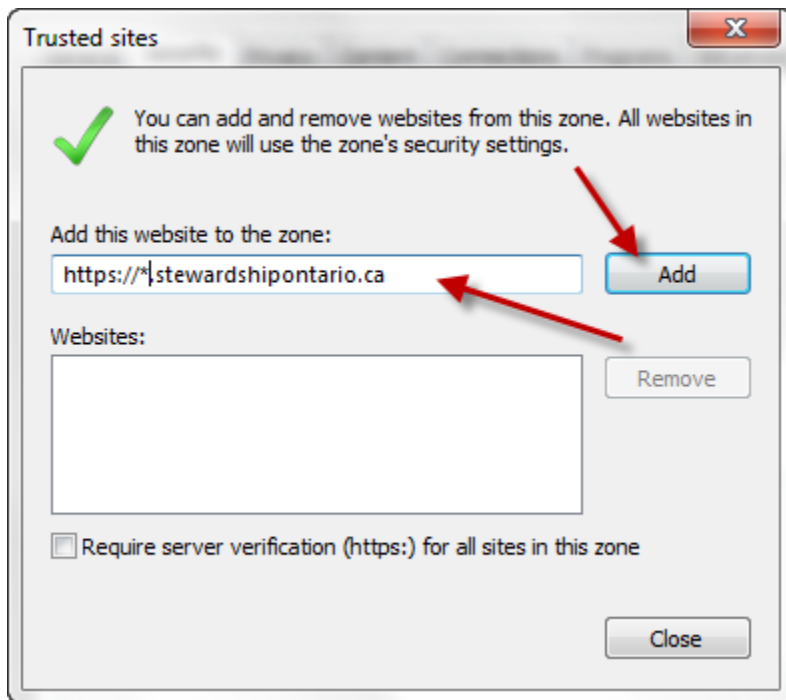 Trusted sites
You can add and remove websites from this zone. All websites in
this zone will use the zone's security settings.
Add this website to the zone:
https://*.stewardshipontario.ca
Add
Websites:
Remove
Require server verification (https:) for all sites in this zone
Close